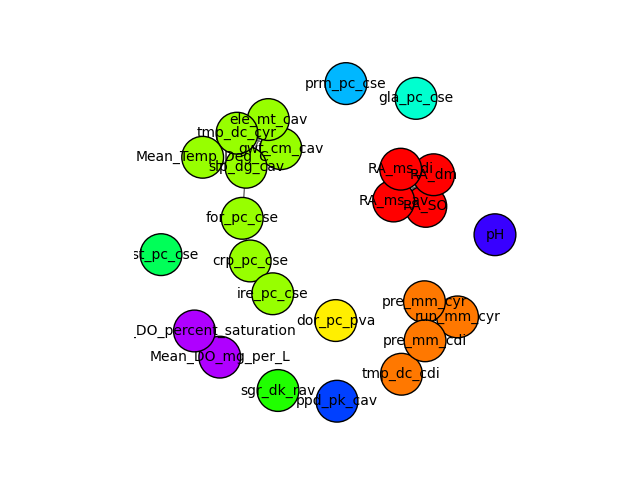 prm_pc_cse
gla_pc_cse
ele_mt_cav
tmp_dc_cyr
gwt_cm_cav
Mean_Temp_Deg_C
slp_dg_cav
RA_ms_di
RA_dm
RA_ms_av
RA_SO
for_pc_cse
pH
st_pc_cse
crp_pc_cse
ire_pc_cse
pre_mm_cyr
run_mm_cyr
dor_pc_pva
_DO_percent_saturation
pre_mm_cdi
Mean_DO_mg_per_L
tmp_dc_cdi
sgr_dk_rav
ppd_pk_cav